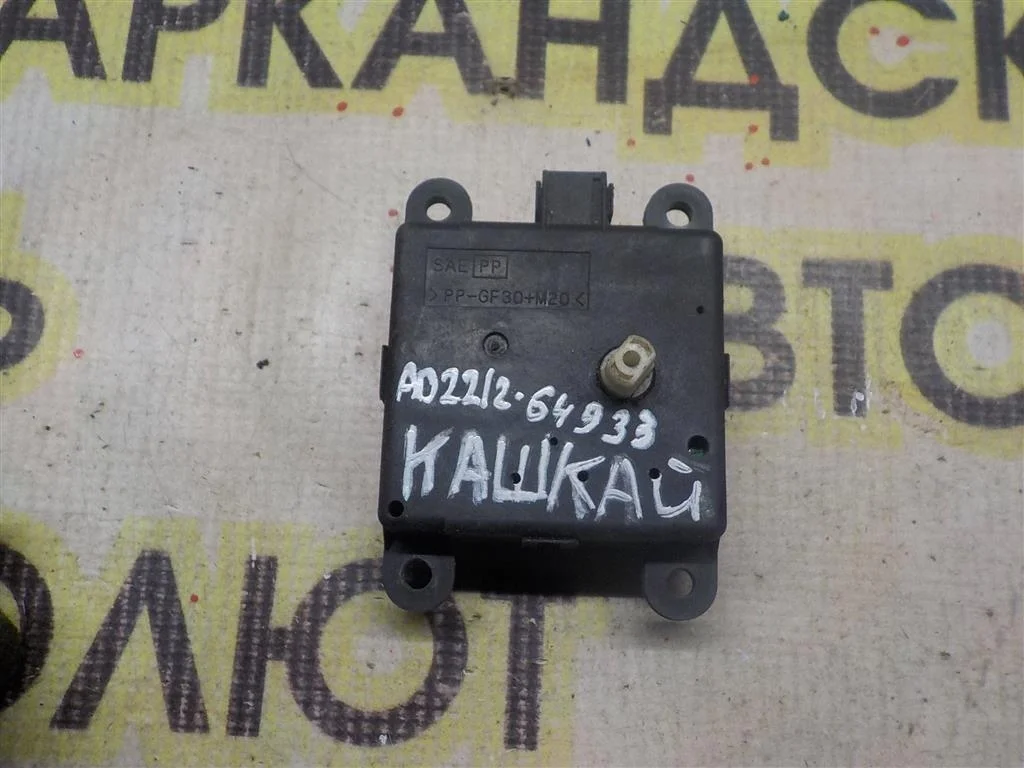 АРКАНДСК
ВТО
ОЛЮТ
SAE PP
>PP-GF30+M20<
AD2212-64933
КАШКАЙ